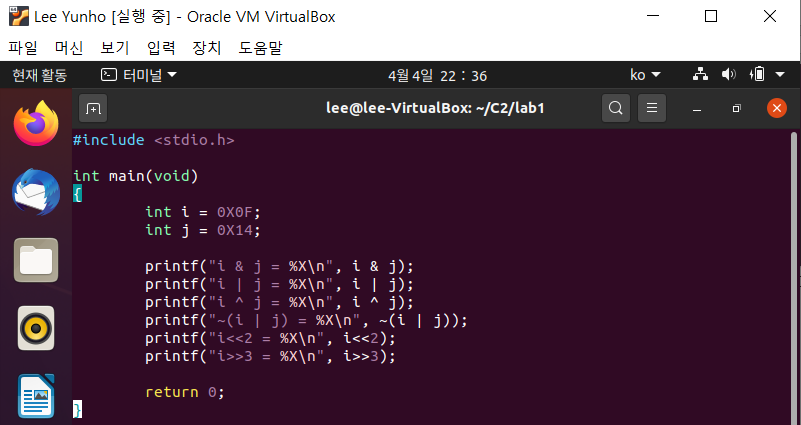 Lee Yunho [실행 중] - Oracle VM VirtualBox
파일 머신 보기 입력 장치 도움말
현재 활동 터미널 4월 4일 22 : 36 ko
lee@lee-VirtualBox: ~/C2/lab1
#include <stdio.h>
int main(void)
{
int i = 0X0F;
int j = 0X14;
printf("i & j = %X\n", i & j);
printf("i | j = %X\n", i | j);
printf("i ^ j = %X\n", i ^ j);
printf("~(i | j) = %X\n", ~(i | j));
printf("i<<2 = %X\n", i<<2);
printf("i>>3 = %X\n", i>>3);
return 0;
}